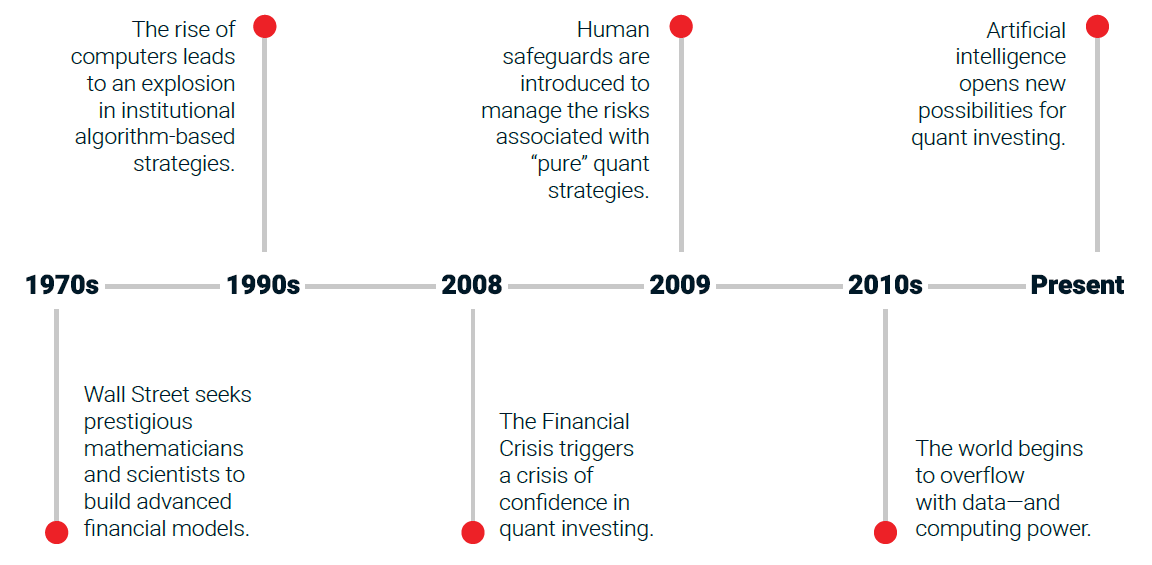 The rise of
computers leads
to an explosion
in institutional
algorithm-based
strategies.
Human
safeguards are
introduced to
manage the risks
associated with
“pure” quant
strategies.
Artificial
intelligence
opens new
possibilities for
quant investing.
1970s
1990s
2008
2009
2010s
Present
Wall Street seeks
prestigious
mathematicians
and scientists to
build advanced
financial models.
The Financial
Crisis triggers
a crisis of
confidence in
quant investing.
The world begins
to overflow
with data—and
computing power.